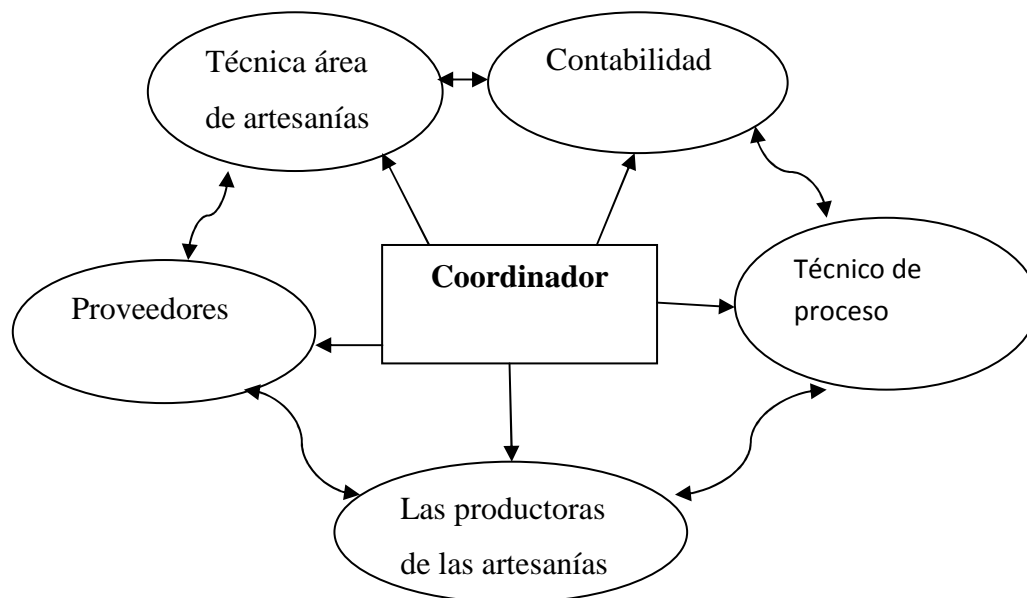 Técnica área
de artesanías
Contabilidad
Coordinador
Técnico de
proceso
Proveedores
Las productoras
de las artesanías